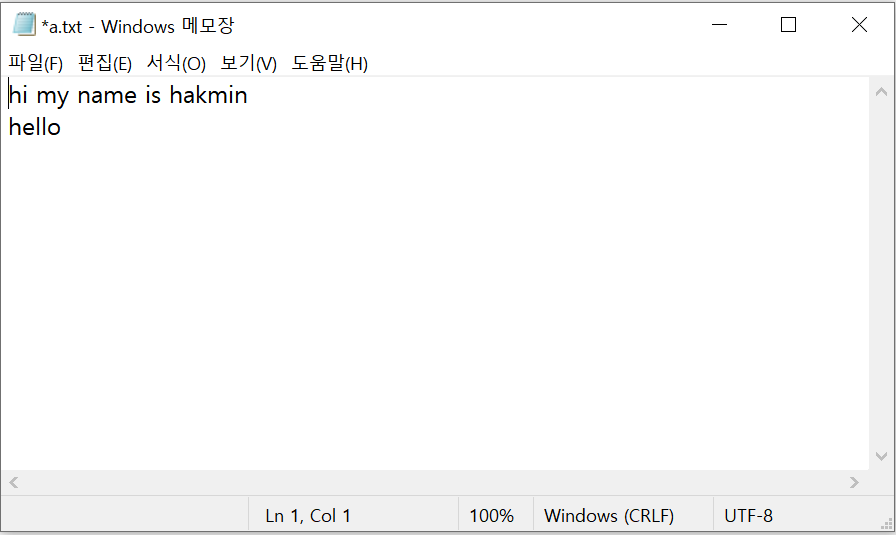 *a.txt - Windows 메모장
파일(F) 편집(E) 서식(O) 보기(V) 도움말(H)
hi my name is hakmin
hello
Ln 1, Col 1 100% Windows (CRLF) UTF-8